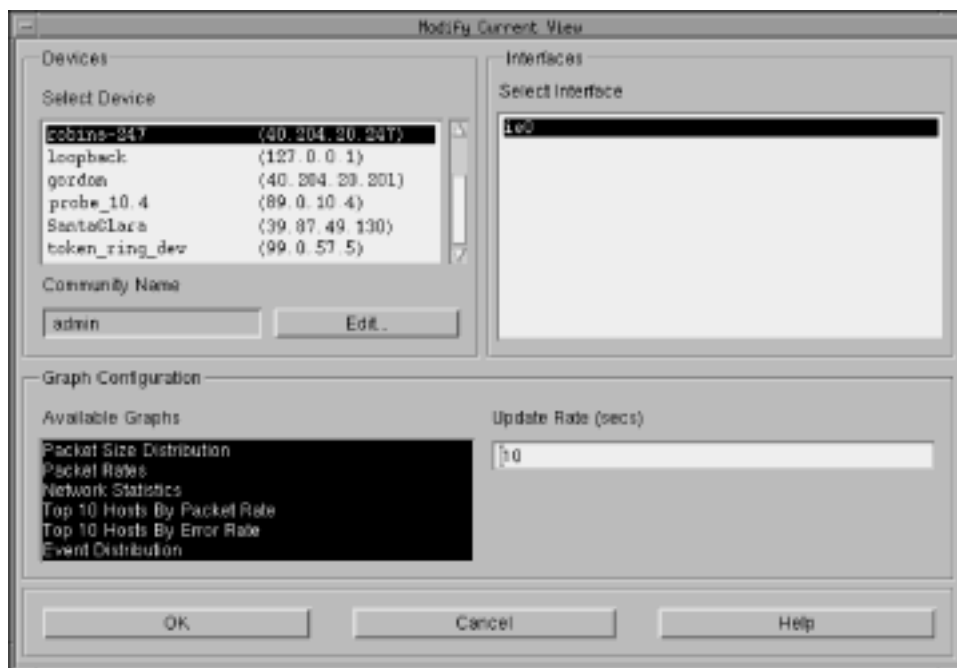 Modify Current View
Devices
Select Device
robins-247 (40.204.20.247)
loopback (127.0.0.1)
gordon (40.204.20.201)
probe_10.4 (89.0.10.4)
SantaClara (39.87.49.130)
token_ring_dev (99.0.57.5)
Community Name
admin
Edit..
Interfaces
Select Interface
ie0
Graph Configuration
Available Graphs
Packet Size Distribution
Packet Rates
Network Statistics
Top 10 Hosts By Packet Rate
Top 10 Hosts By Error Rate
Event Distribution
Update Rate (secs)
10
OK
Cancel
Help